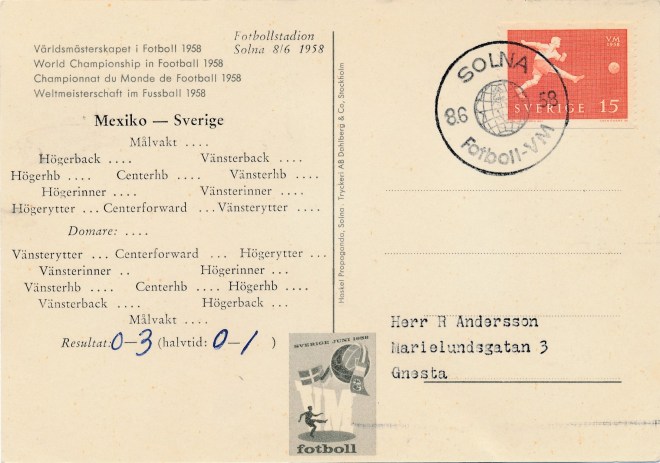 Världsmästerskapet i Fotboll 1958
World Championship in Football 1958
Championnat du Monde de Football 1958
Weltmeisterschaft im Fussball 1958
Fotbollstadion
Solna 8/6 1958
Mexiko — Sverige
Målvakt ....
Högerback .... Vänsterback ....
Högerhb .... Centerhb .... Vänsterhb ....
Högerinner .... Vänsterinner ....
Högerytter ... Centerforward ... Vänsterytter ....
Domare: ....
Vänsterytter ... Centerforward ... Högerytter ...
Vänsterinner .. Högerinner ...
Vänsterhb .... Centerhb .... Högerhb ...
Vänsterback .... Högerback ....
Målvakt ....
Resultat: 0—3 (halvtid: 0—1 )
Haskel Propaganda, Solna . Tryckeri AB Dahlberg & Co, Stockholm
SVERIGE JUNI 1958
VM
fotboll
SOLNA
8.6 58
Fotboll-VM
VM
1958
SVERIGE 15
Herr R Andersson
Marielundsgatan 3
Gnesta